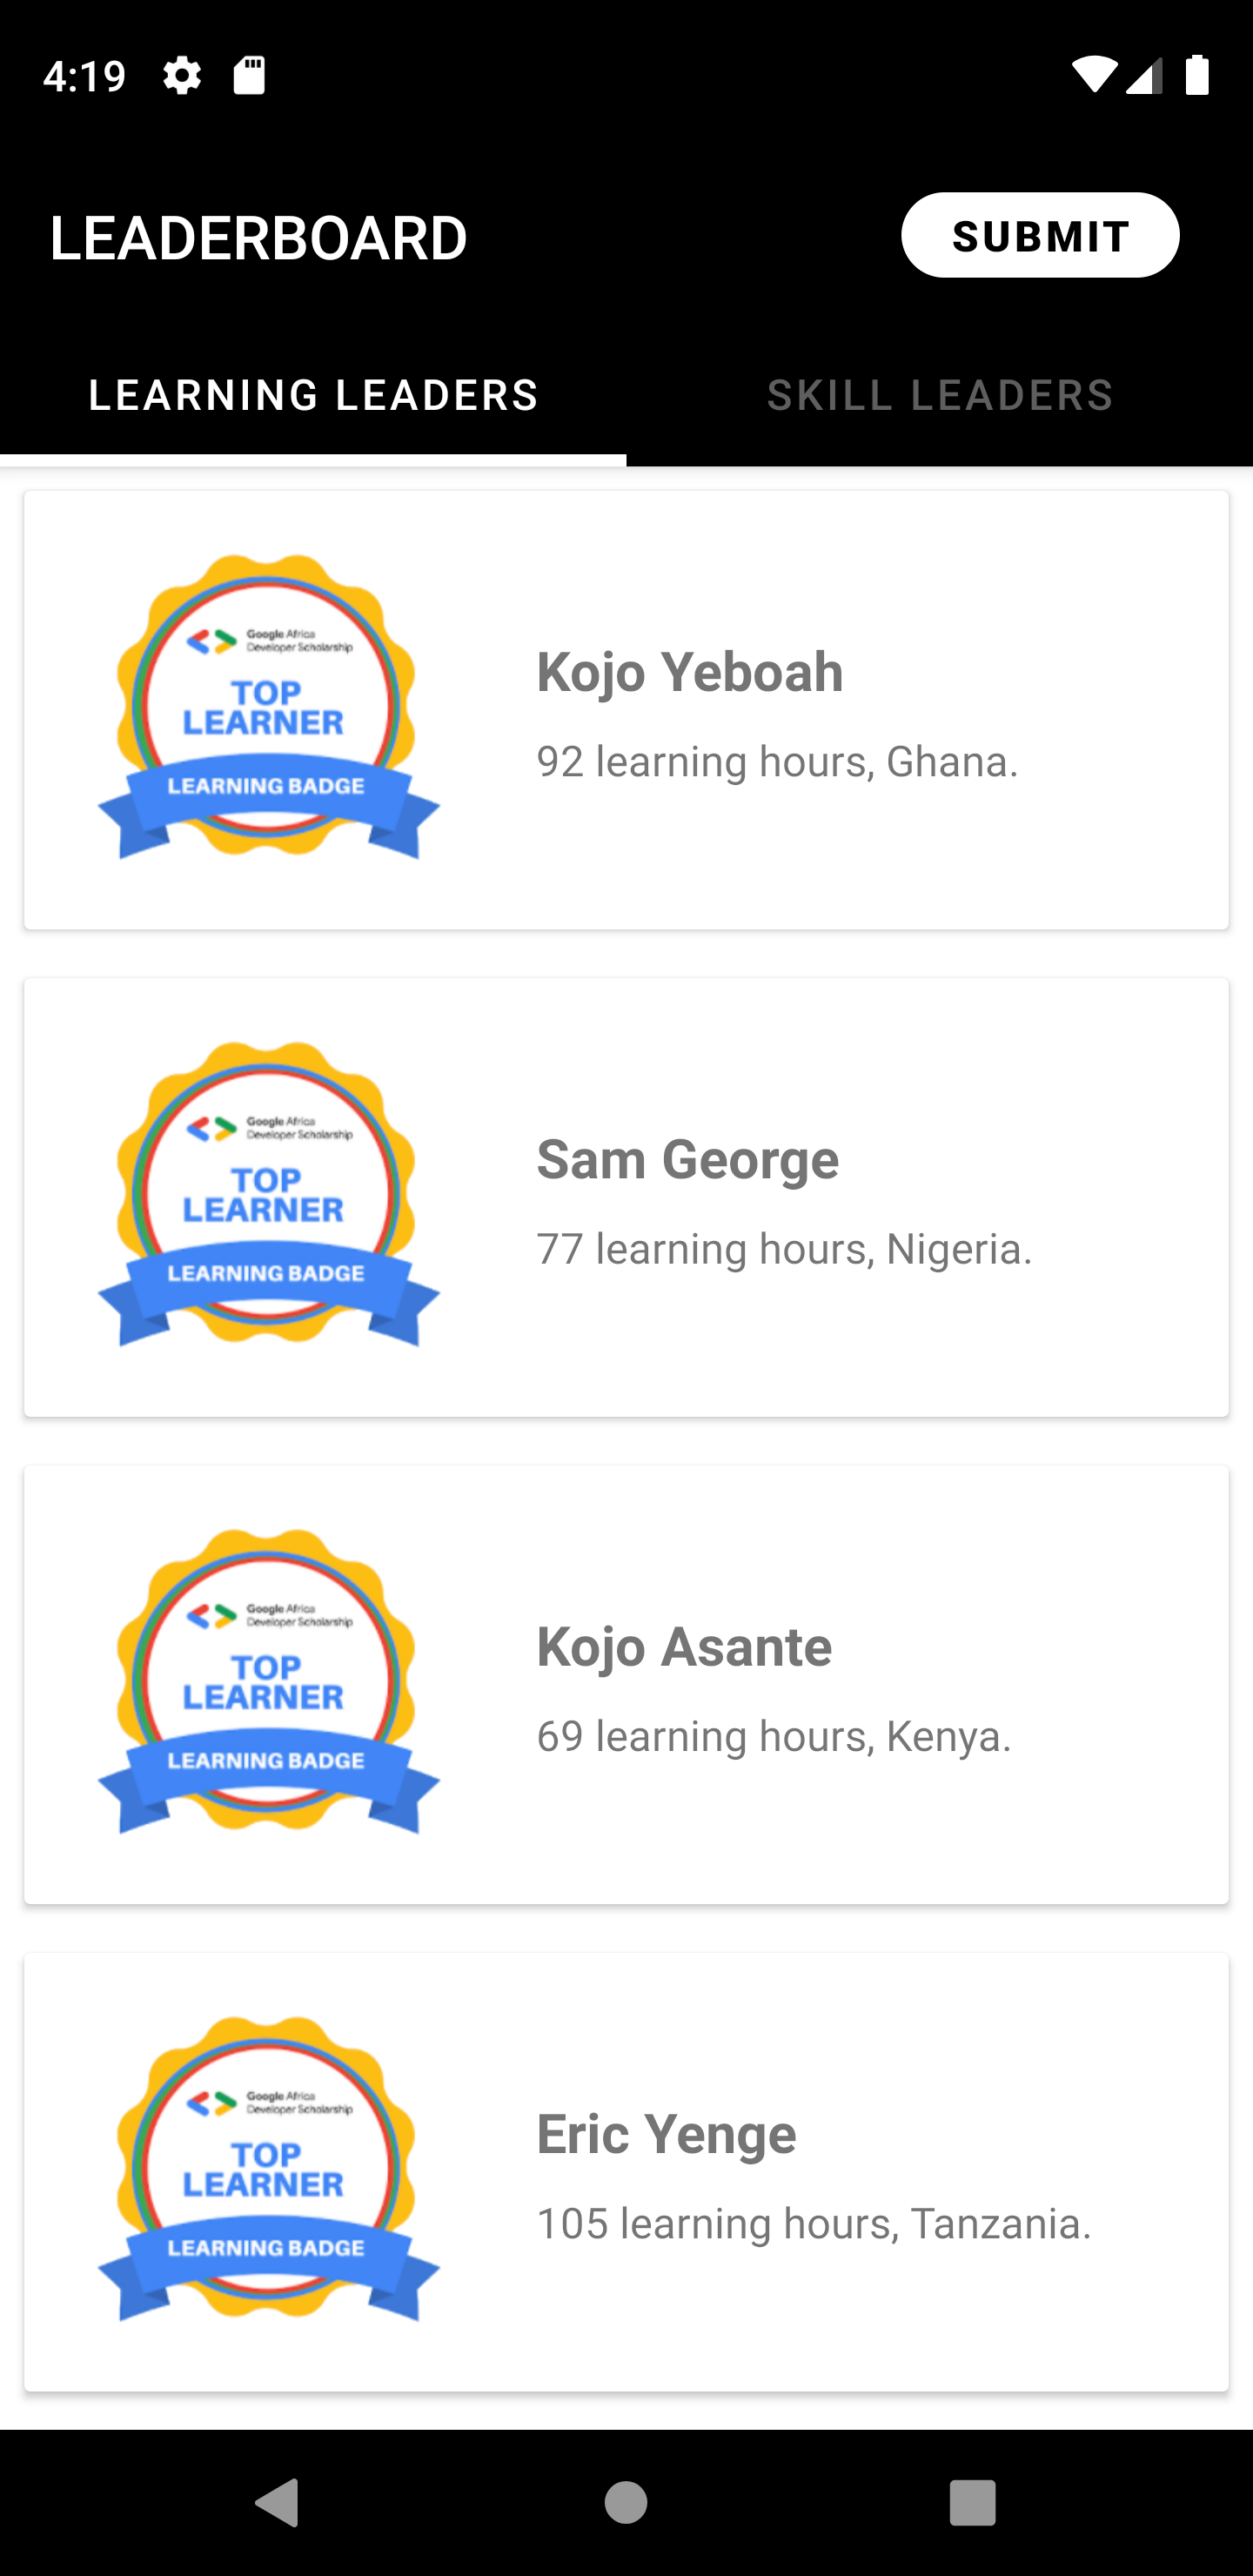 4:19
LEADERBOARD
SUBMIT
LEARNING LEADERS
SKILL LEADERS
Google Africa
Developer Scholarship
TOP
LEARNER
LEARNING BADGE
Kojo Yeboah
92 learning hours, Ghana.
Google Africa
Developer Scholarship
TOP
LEARNER
LEARNING BADGE
Sam George
77 learning hours, Nigeria.
Google Africa
Developer Scholarship
TOP
LEARNER
LEARNING BADGE
Kojo Asante
69 learning hours, Kenya.
Google Africa
Developer Scholarship
TOP
LEARNER
LEARNING BADGE
Eric Yenge
105 learning hours, Tanzania.